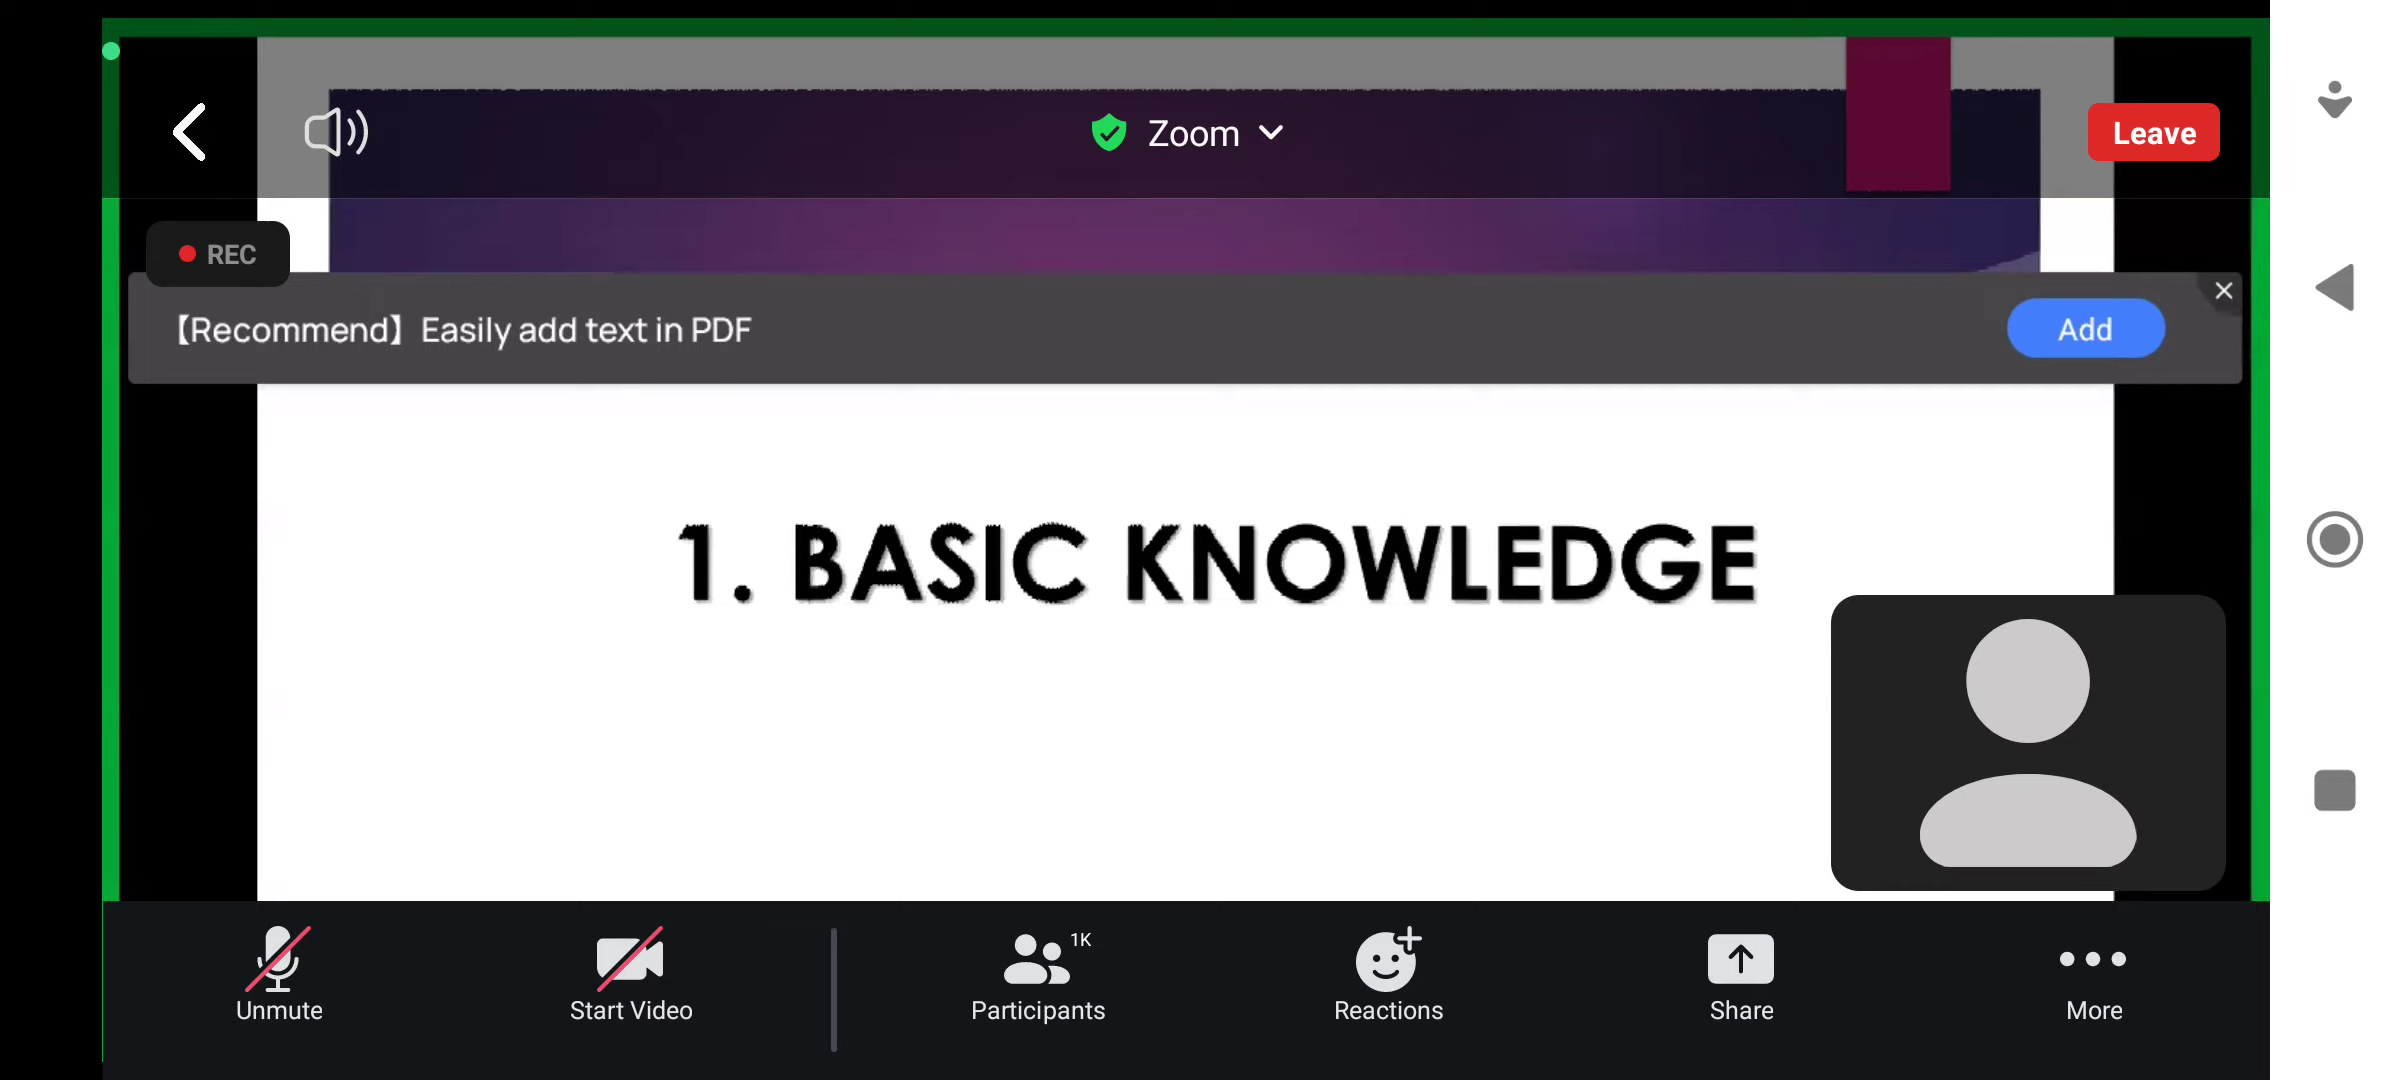 Zoom
Leave
REC
【Recommend】Easily add text in PDF
Add
1. BASIC KNOWLEDGE
1K
Unmute
Start Video
Participants
Reactions
Share
More